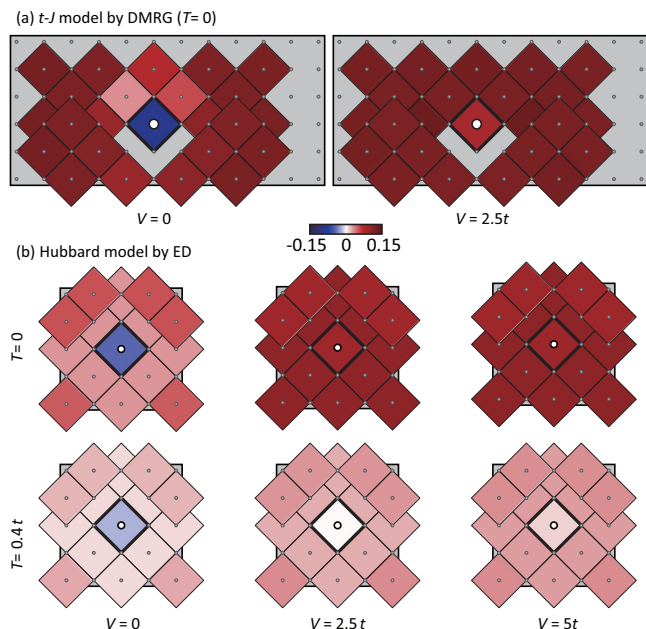 (a) t-J model by DMRG (T= 0)
V = 0
V = 2.5t
-0.15 0 0.15
(b) Hubbard model by ED
T= 0
T= 0.4 t
V = 0
V = 2.5 t
V = 5t